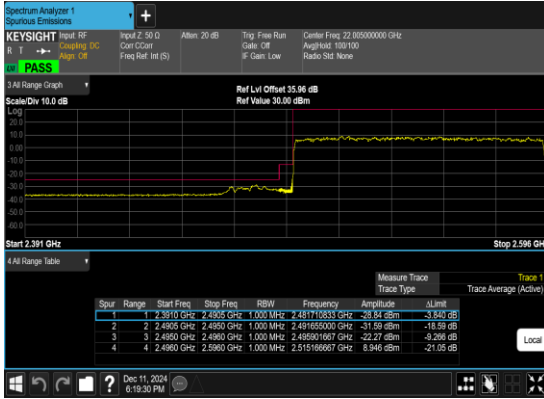 Spectrum Analyzer 1
Spurious Emissions
KEYSIGHT Input: RF Input Z: 50 Ω Atten: 20 dB Trig: Free Run Center Freq: 22.005000000 GHz
R T Coupling: DC Corr CCorr Gate: Off Avg|Hold: 100/100
Align: Off Freq Ref: Int (S) IF Gain: Low Radio Std: None
PASS
3 All Range Graph
Ref Lvl Offset 35.96 dB
Scale/Div 10.0 dB Ref Value 30.00 dBm
Log
20.0
10.0
0.00
-10.0
-20.0
-30.0
-40.0
-50.0
-60.0
Start 2.391 GHz Stop 2.596 GH
4 All Range Table
Measure Trace Trace 1
Trace Type Trace Average (Active)
Spur Range Start Freq Stop Freq RBW Frequency Amplitude ΔLimit
1 1 2.3910 GHz 2.4905 GHz 1.000 MHz 2.481710833 GHz -28.84 dBm -3.840 dB
2 2 2.4905 GHz 2.4950 GHz 1.000 MHz 2.491655000 GHz -31.59 dBm -18.59 dB
3 3 2.4950 GHz 2.4960 GHz 1.000 MHz 2.495901667 GHz -22.27 dBm -9.266 dB
4 4 2.4960 GHz 2.5960 GHz 1.000 MHz 2.515166667 GHz 8.946 dBm -21.05 dB
Local
Dec 11, 2024
6:19:30 PM